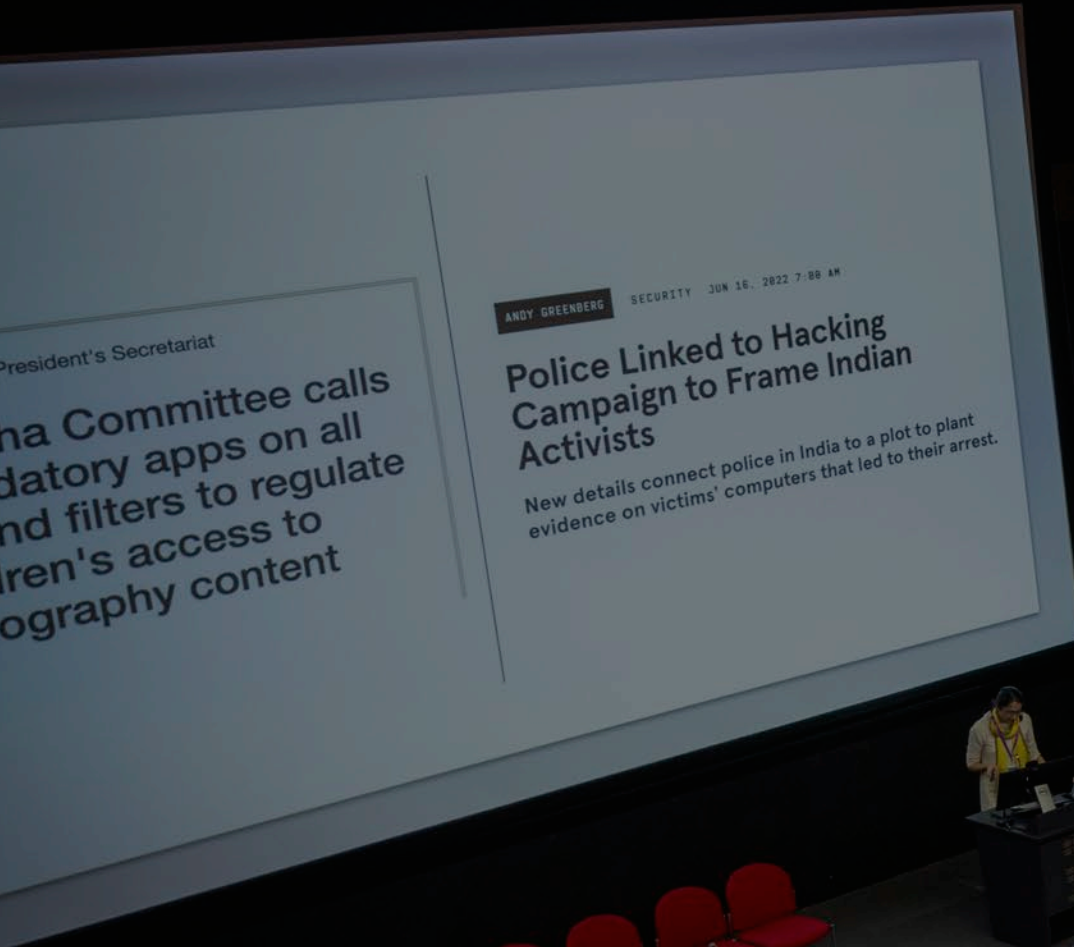 President's Secretariat
na Committee calls
datory apps on all
nd filters to regulate
dren's access to
ography content
ANDY GREENBERG SECURITY JUN 16, 2022 7:00 AM
Police Linked to Hacking
Campaign to Frame Indian
Activists
New details connect police in India to a plot to plant
evidence on victims' computers that led to their arrest.